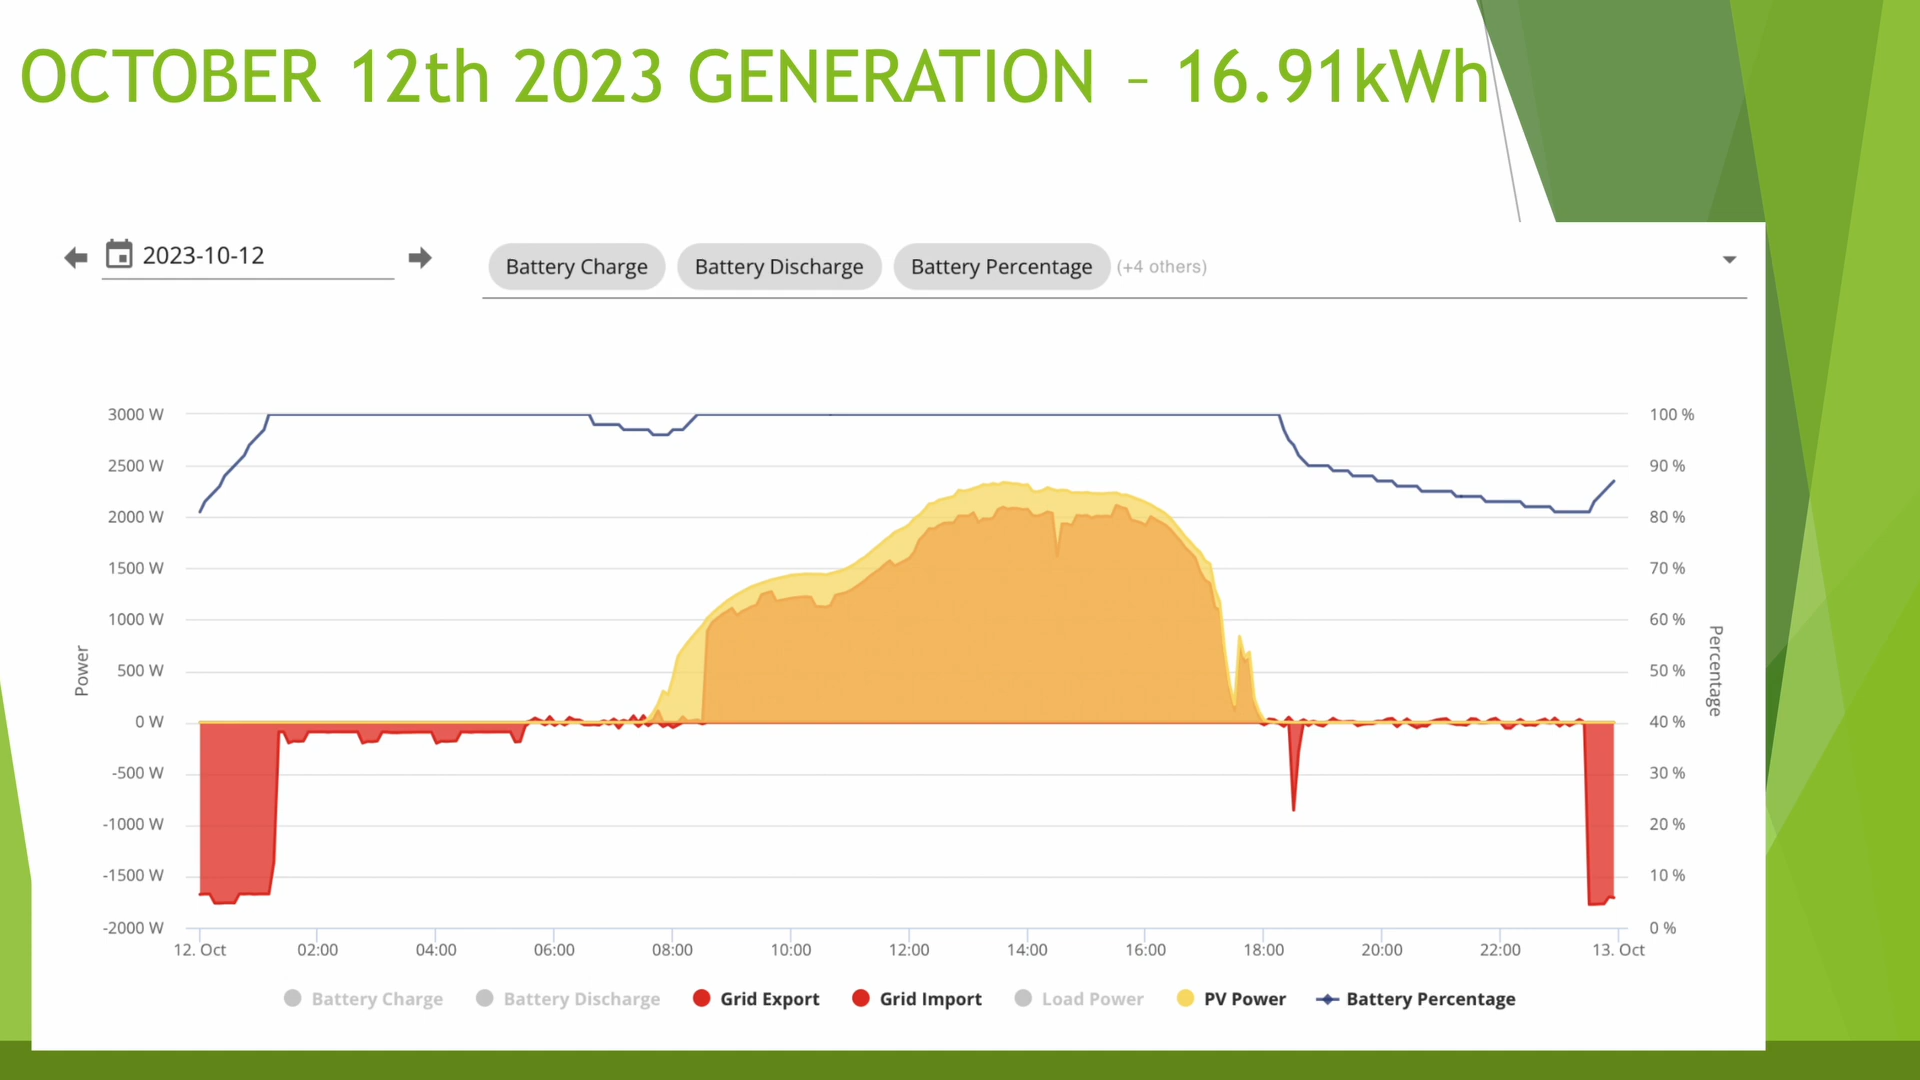 OCTOBER 12th 2023 GENERATION – 16.91kWh
2023-10-12
Battery Charge Battery Discharge Battery Percentage (+4 others)
3000 W 100 %
2500 W 90 %
2000 W 80 %
1500 W 70 %
1000 W 60 %
500 W 50 %
0 W 40 %
-500 W 30 %
-1000 W 20 %
-1500 W 10 %
-2000 W 0 %
Power
Percentage
12. Oct 02:00 04:00 06:00 08:00 10:00 12:00 14:00 16:00 18:00 20:00 22:00 13. Oct
Battery Charge Battery Discharge Grid Export Grid Import Load Power PV Power Battery Percentage